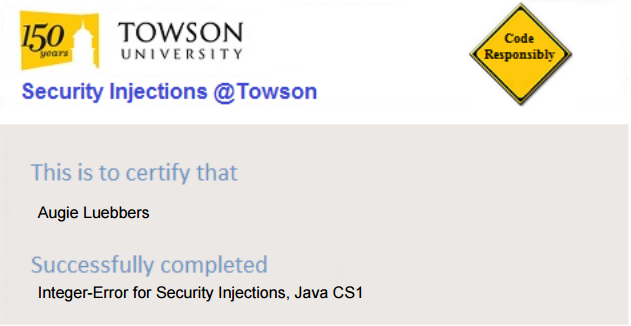 150
years
TOWSON
UNIVERSITY
Code
Responsibly
Security Injections @Towson
This is to certify that
Augie Luebbers
Successfully completed
Integer-Error for Security Injections, Java CS1